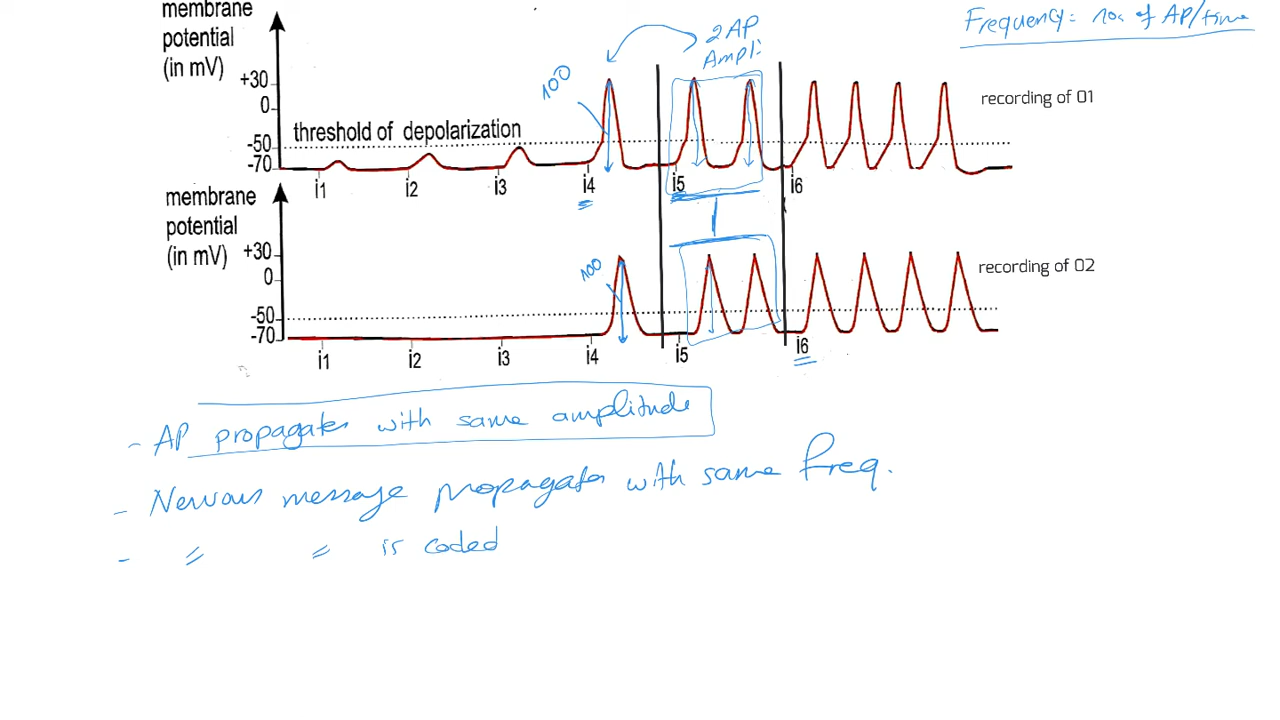 Frequency: no. of AP/time
membrane
potential
(in mV)
+30
0
-50
-70
threshold of depolarization
100
2 AP
Ampl:
recording of O1
i1 i2 i3 i4 i5 i6
membrane
potential
(in mV)
+30
0
-50
-70
100
recording of O2
i1 i2 i3 i4 i5 i6
- AP propagates with same amplitude
- Nervous message propagates with same freq.
- " " is coded